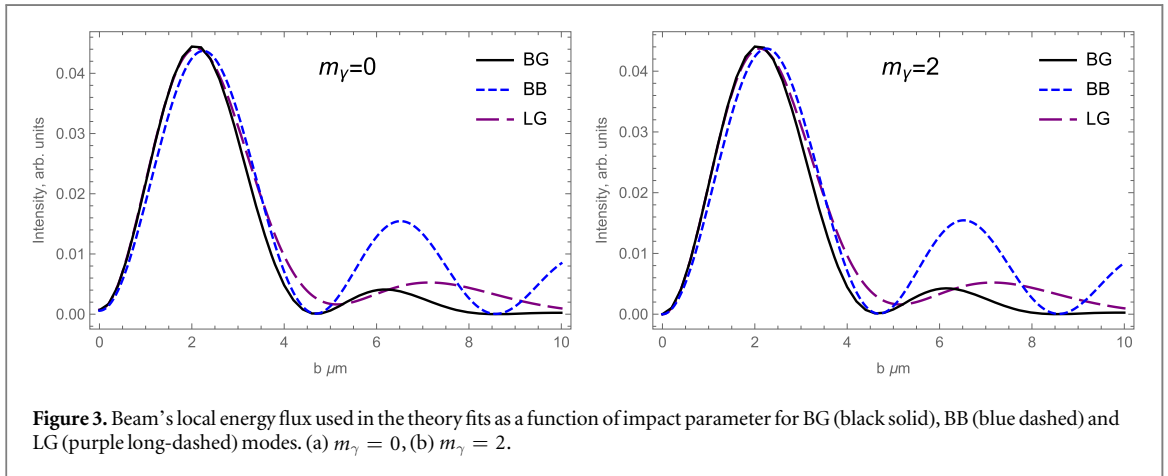 mγ=0
BG
BB
LG
0.04
0.03
0.02
0.01
0.00
Intensity, arb. units
0 2 4 6 8 10
b μm
mγ=2
BG
BB
LG
0.04
0.03
0.02
0.01
0.00
Intensity, arb. units
0 2 4 6 8 10
b μm
Figure 3. Beam's local energy flux used in the theory fits as a function of impact parameter for BG (black solid), BB (blue dashed) and
LG (purple long-dashed) modes. (a) mγ = 0, (b) mγ = 2.